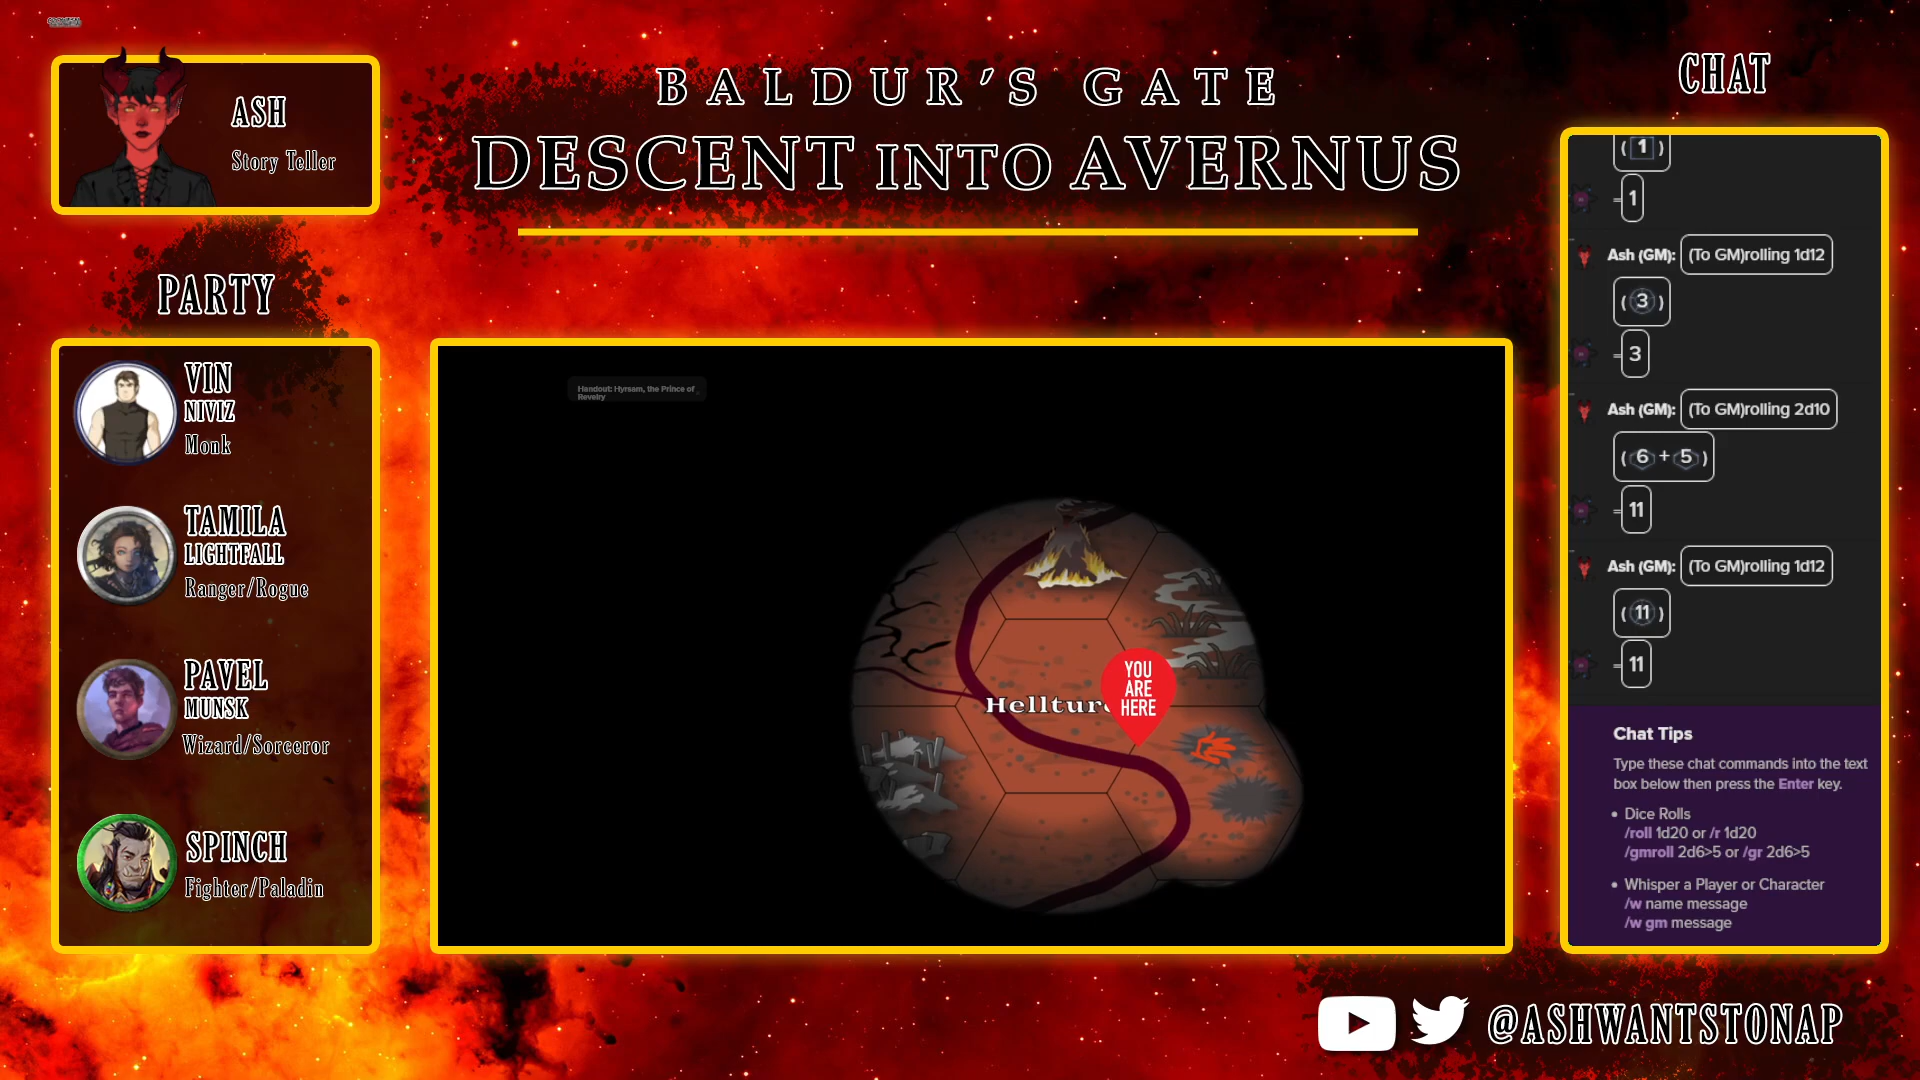 ASH
Story Teller
BALDUR’S GATE
DESCENT INTO AVERNUS
PARTY
VIN
NIVIZ
Monk
TAMILA
LIGHTFALL
Ranger/Rogue
PAVEL
MUNSK
Wizard/Sorceror
SPINCH
Fighter/Paladin
Handout: Hyrsam, the Prince of
Revelry
YOU
ARE
HERE
CHAT
(1)
=1
Ash (GM): (To GM)rolling 1d12
(3)
=3
Ash (GM): (To GM)rolling 2d10
(6+5)
=11
Ash (GM): (To GM)rolling 1d12
(11)
=11
Chat Tips
Type these chat commands into the text
box below then press the Enter key.
• Dice Rolls
/roll 1d20 or /r 1d20
/gmroll 2d6>5 or /gr 2d6>5
• Whisper a Player or Character
/w name message
/w gm message
@ASHWANTSTONAP